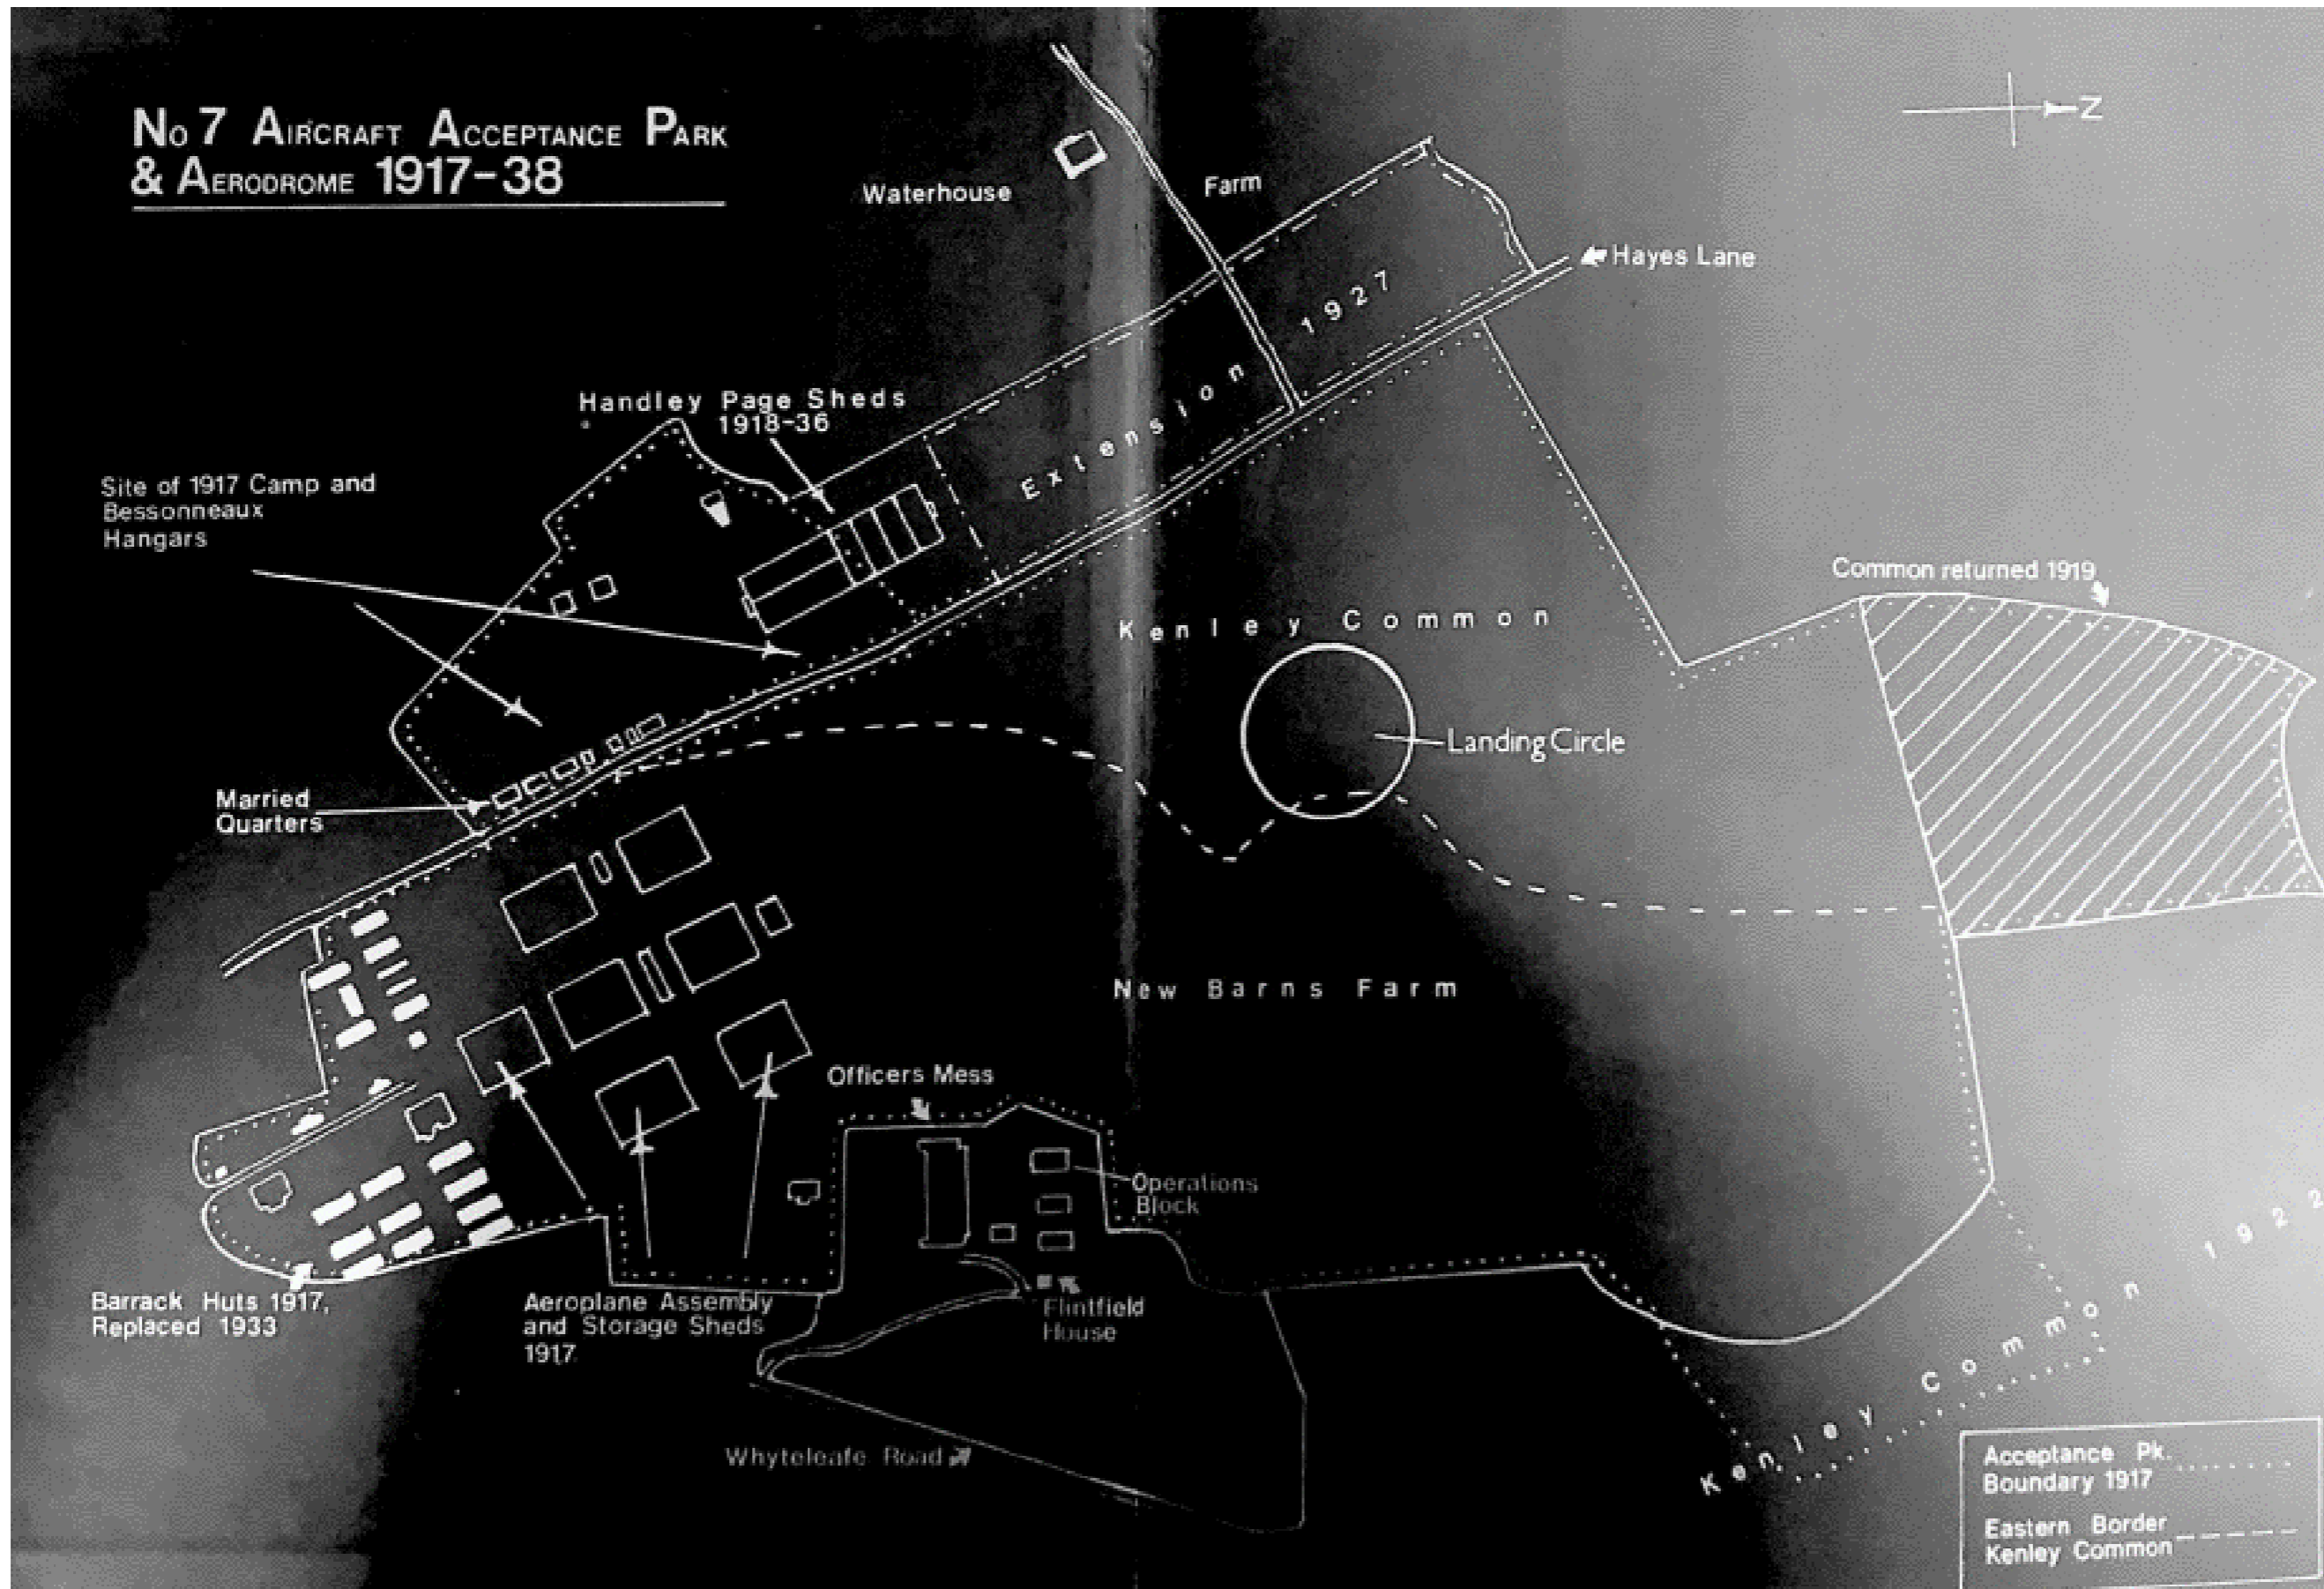 No 7 Aircraft Acceptance Park
& Aerodrome 1917-38
N
Waterhouse Farm
Hayes Lane
Extension 1927
Handley Page Sheds
1918-36
Site of 1917 Camp and
Bessonneaux
Hangars
Common returned 1919
Kenley Common
Landing Circle
Married
Quarters
New Barns Farm
Officers Mess
Operations
Block
Barrack Huts 1917,
Replaced 1933
Aeroplane Assembly
and Storage Sheds
1917.
Flintfield
House
Whyteleafe Road
Kenley Common 1922
Acceptance Pk.
Boundary 1917
Eastern Border
Kenley Common